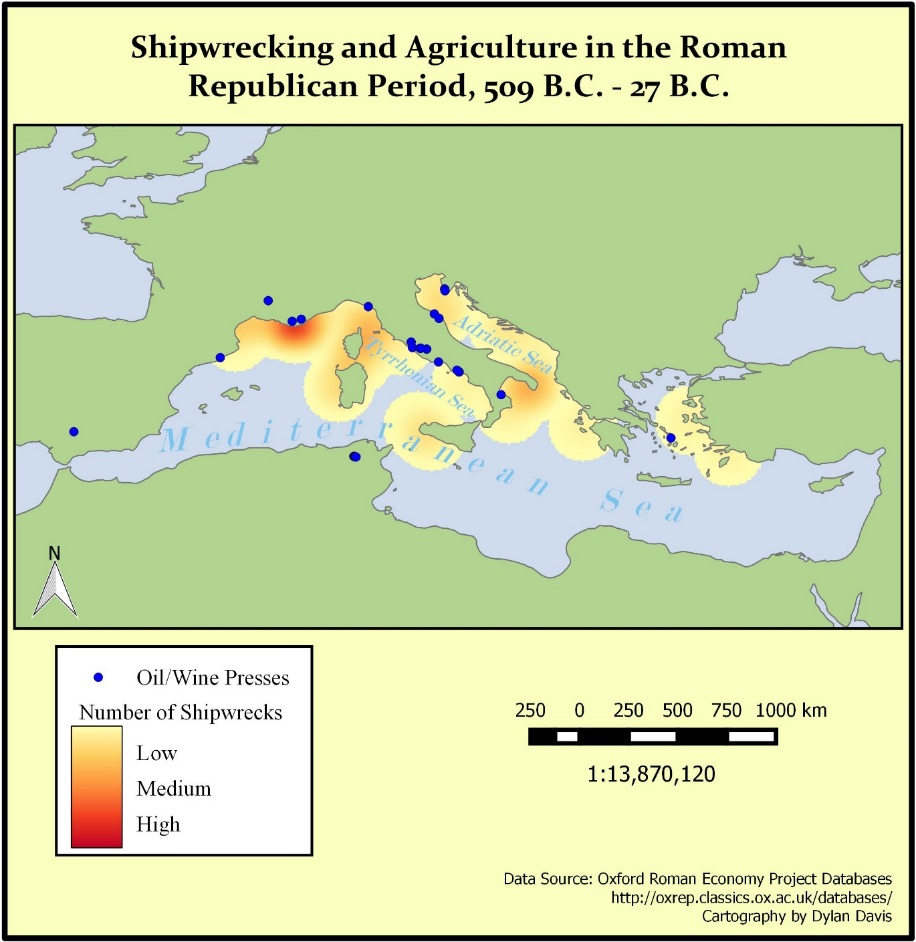 Shipwrecking and Agriculture in the Roman
Republican Period, 509 B.C. - 27 B.C.
Adriatic Sea
Tyrrhenian Sea
Mediterranean Sea
N
Oil/Wine Presses
Number of Shipwrecks
Low
Medium
High
250 0 250 500 750 1000 km
1:13,870,120
Data Source: Oxford Roman Economy Project Databases
http://oxrep.classics.ox.ac.uk/databases/
Cartography by Dylan Davis